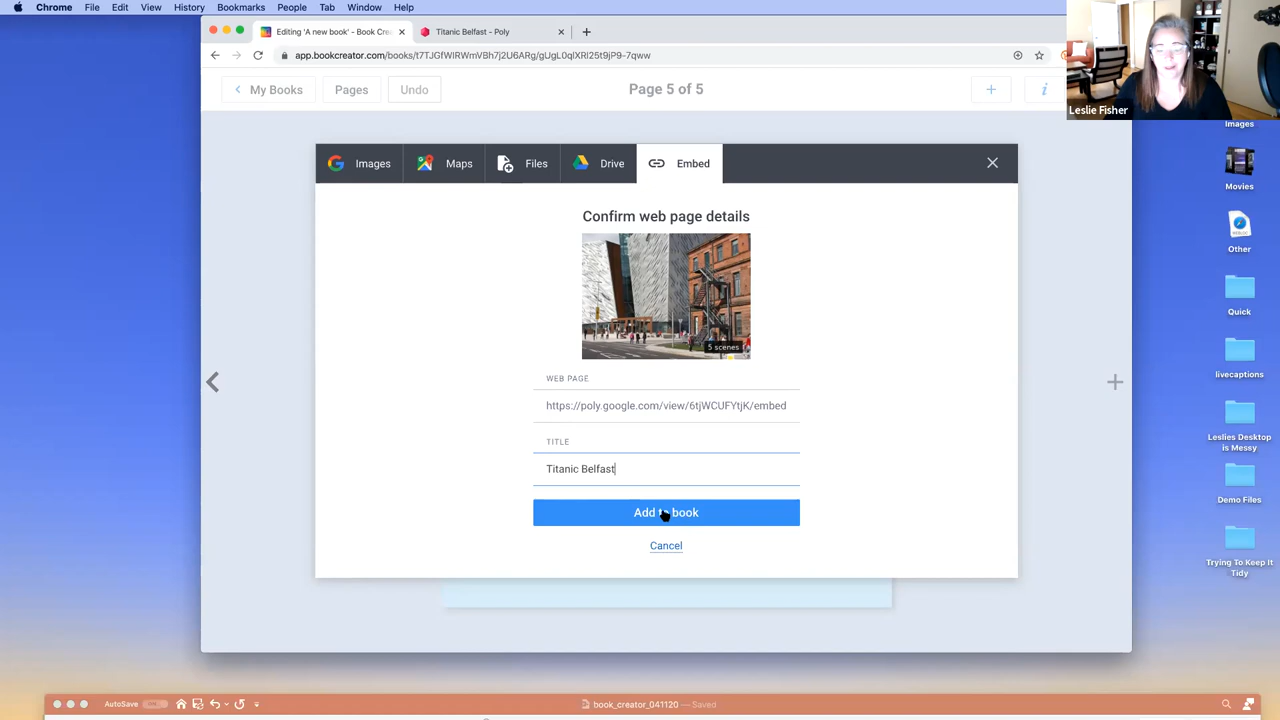 Chrome File Edit View History Bookmarks People Tab Window Help
Editing 'A new book' - Book Cre
Titanic Belfast - Poly
app.bookcreator.com/books/t7TJGfWIRWmVBh7j2U6ARg/gUgL0qlXRl25t9jP9-7qww
My Books
Pages
Undo
Page 5 of 5
Leslie Fisher
Images
Maps
Files
Drive
Embed
Confirm web page details
5 scenes
WEB PAGE
https://poly.google.com/view/6tjWCUFYtjK/embed
TITLE
Titanic Belfast
Add to book
Cancel
Images
Movies
Other
Quick
livecaptions
Leslies Desktop
is Messy
Demo Files
Trying To Keep It
Tidy
AutoSave
book_creator_041120 — Saved